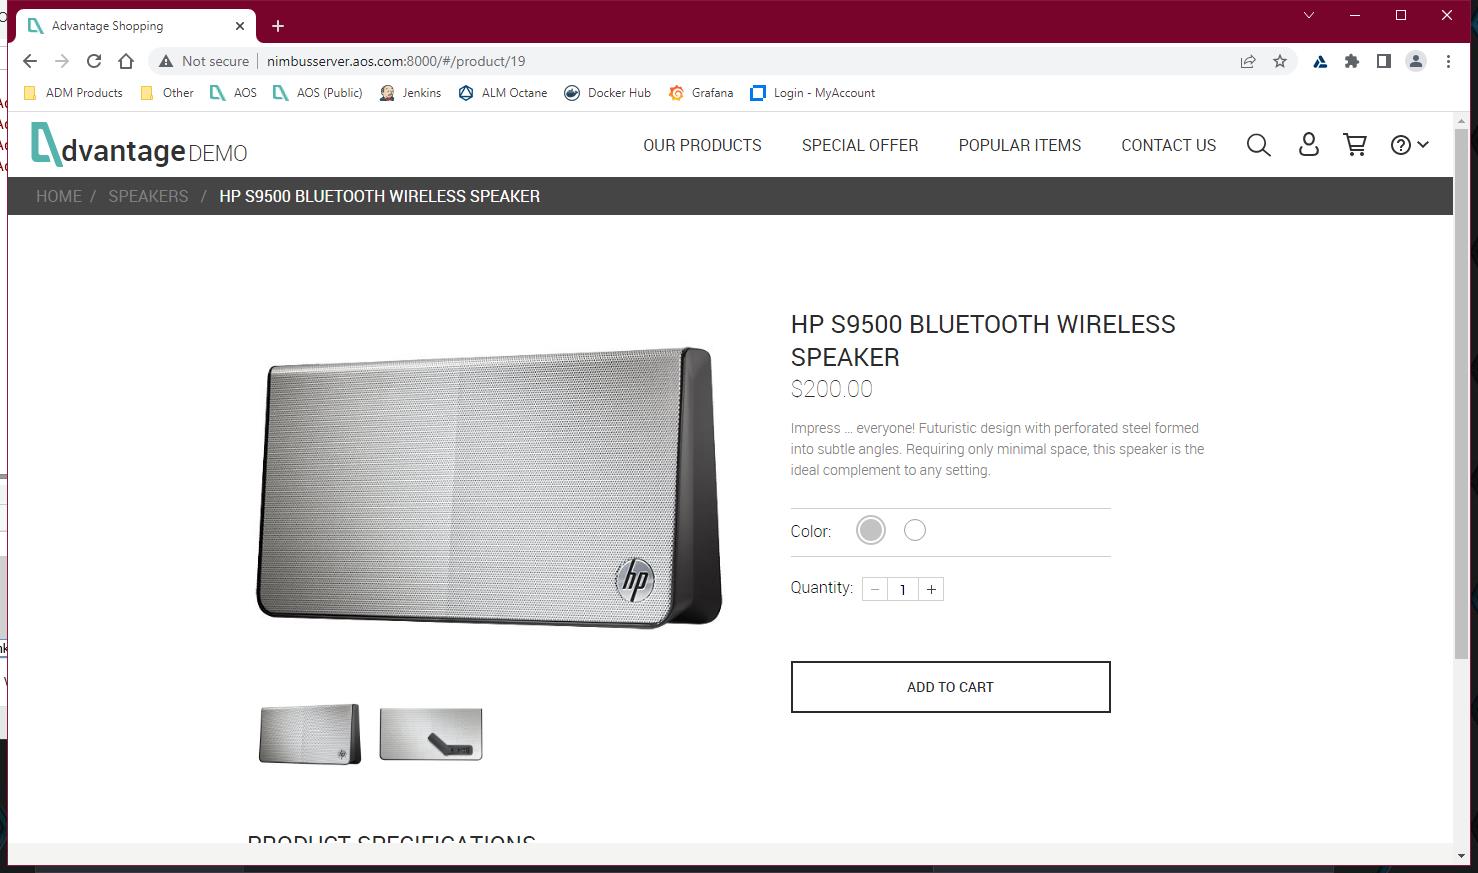 Advantage Shopping
Not secure
nimbusserver.aos.com:8000/#/product/19
ADM Products
Other
AOS
AOS (Public)
Jenkins
ALM Octane
Docker Hub
Grafana
Login - MyAccount
dvantage DEMO
OUR PRODUCTS
SPECIAL OFFER
POPULAR ITEMS
CONTACT US
HOME / SPEAKERS / HP S9500 BLUETOOTH WIRELESS SPEAKER
HP S9500 BLUETOOTH WIRELESS
SPEAKER
$200.00
Impress ... everyone! Futuristic design with perforated steel formed
into subtle angles. Requiring only minimal space, this speaker is the
ideal complement to any setting.
Color:
Quantity: − 1 +
hp
ADD TO CART
PRODUCT SPECIFICATIONS